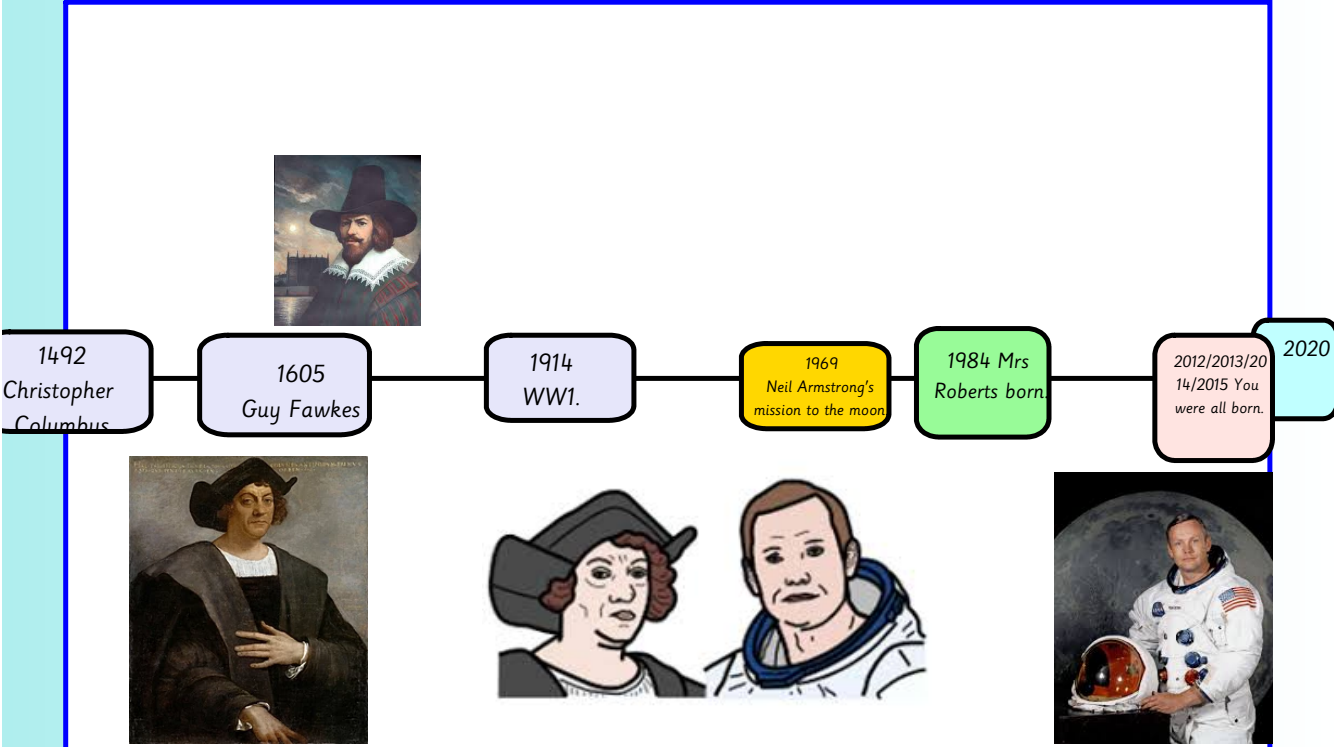 1492
Christopher
Columbus
1605
Guy Fawkes
1914
WW1.
1969
Neil Armstrong's
mission to the moon.
1984 Mrs
Roberts born.
2012/2013/20
14/2015 You
were all born.
2020